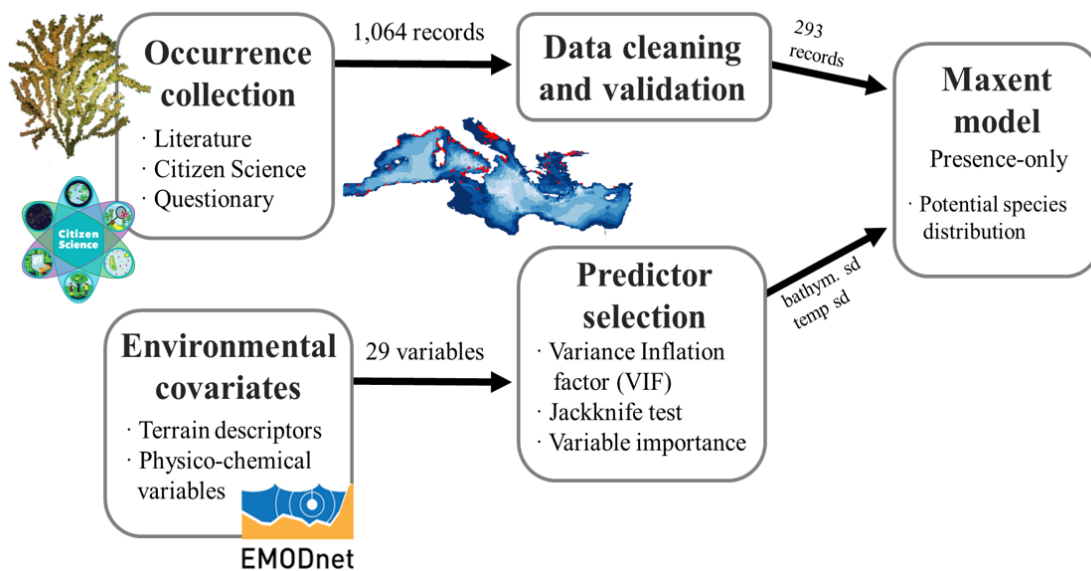 Occurrence
collection
· Literature
· Citizen Science
· Questionary
1,064 records
Data cleaning
and validation
293
records
Maxent
model
Presence-only
· Potential species
distribution
Citizen
Science
Environmental
covariates
· Terrain descriptors
· Physico-chemical
variables
EMODnet
29 variables
Predictor
selection
· Variance Inflation
factor (VIF)
· Jackknife test
· Variable importance
bathym. sd
temp sd